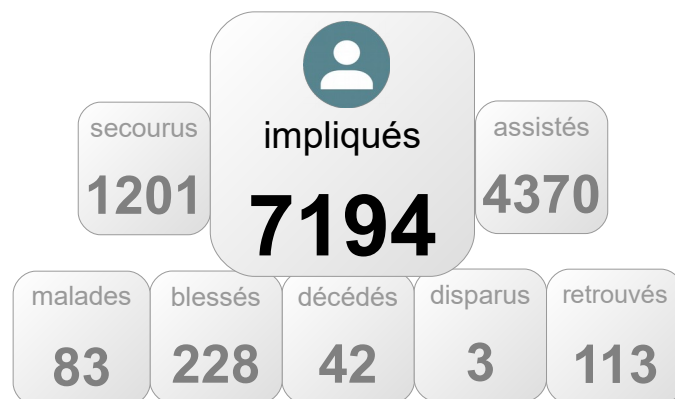 impliqués
7194
secourus
1201
assistés
4370
malades
83
blessés
228
décédés
42
disparus
3
retrouvés
113